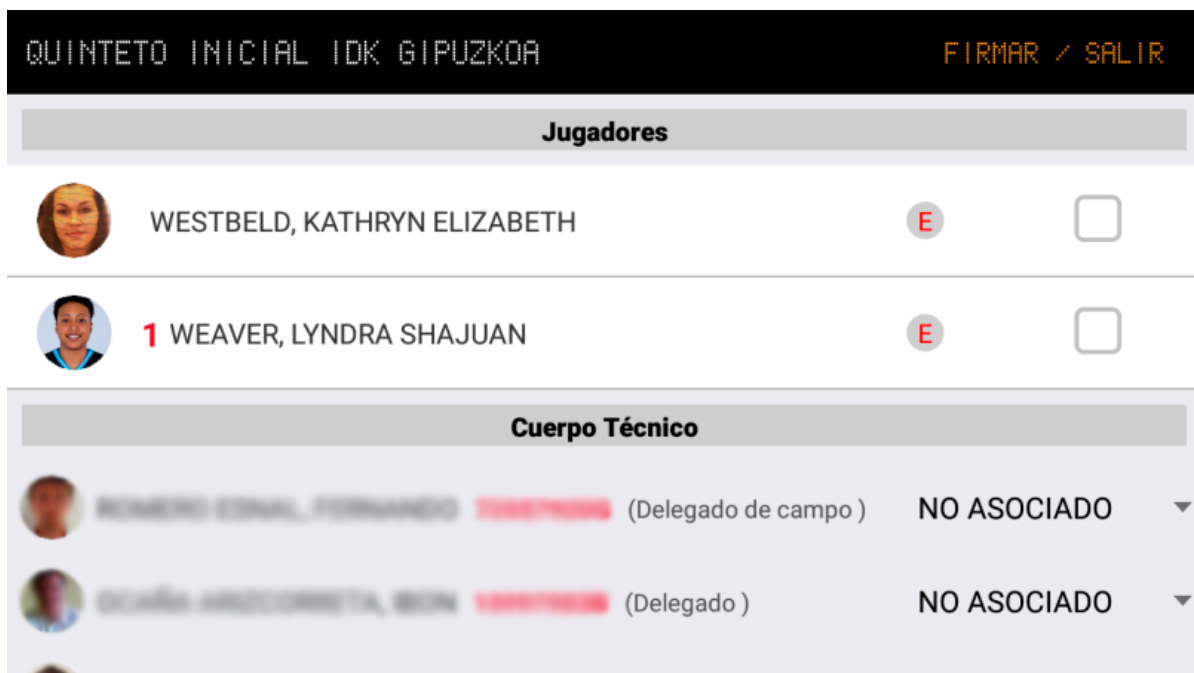 QUINTETO INICIAL IDK GIPUZKOA FIRMAR / SALIR
Jugadores
WESTBELD, KATHRYN ELIZABETH E
1 WEAVER, LYNDRA SHAJUAN E
Cuerpo Técnico
(Delegado de campo ) NO ASOCIADO
(Delegado ) NO ASOCIADO